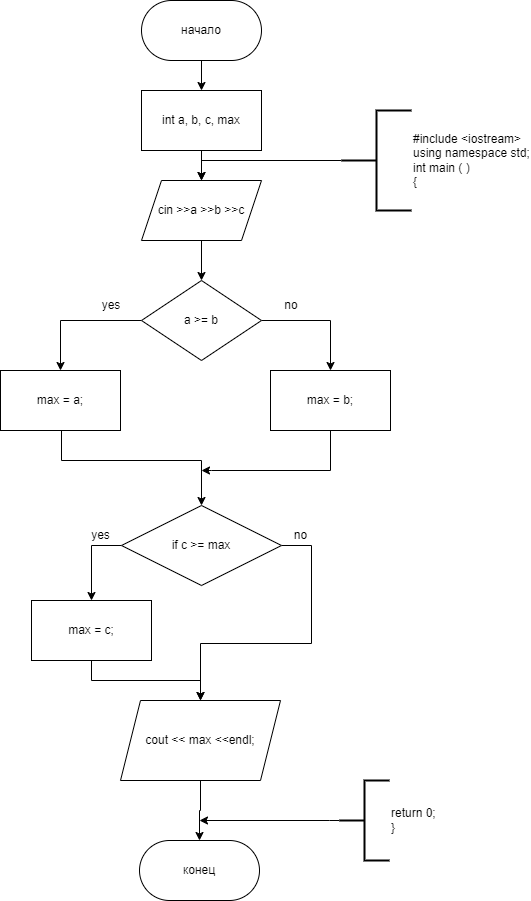 начало
int a, b, c, max
#include <iostream>
using namespace std;
int main ( )
{
cin >>a >>b >>c
yes
no
a >= b
max = a;
max = b;
yes
no
if c >= max
max = c;
cout << max <<endl;
return 0;
}
конец